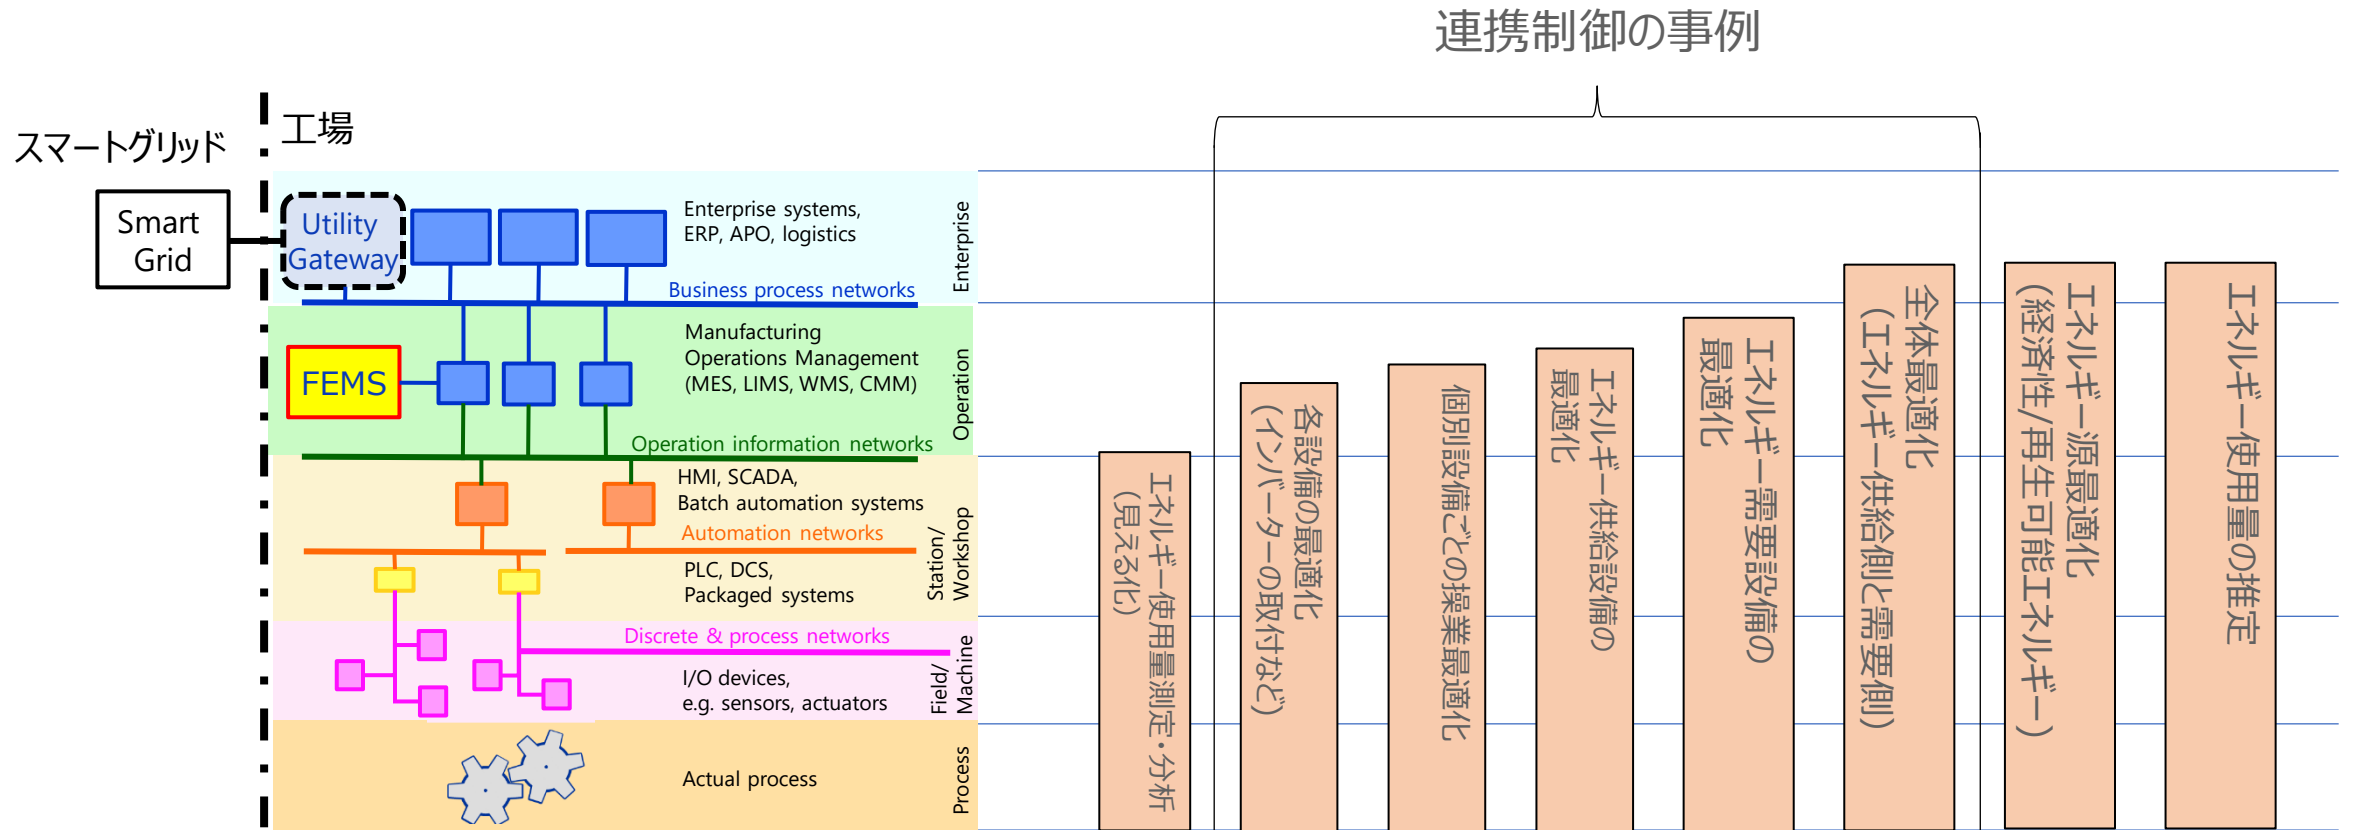 連携制御の事例
スマートグリッド
工場
Smart
Grid
Utility
Gateway
Enterprise systems,
ERP, APO, logistics
Business process networks
Enterprise
FEMS
Manufacturing
Operations Management
(MES, LIMS, WMS, CMM)
Operation information networks
Operation
HMI, SCADA,
Batch automation systems
Automation networks
PLC, DCS,
Packaged systems
Station/
Workshop
Discrete & process networks
I/O devices,
e.g. sensors, actuators
Field/
Machine
Actual process
Process
エネルギー使用量測定・分析
(見える化)
各設備の最適化
(インバーターの取付など)
個別設備ごとの操業最適化
エネルギー供給設備の
最適化
エネルギー需要設備の
最適化
全体最適化
(エネルギー供給側と需要側)
エネルギー源最適化
(経済性/再生可能エネルギー)
エネルギー使用量の推定